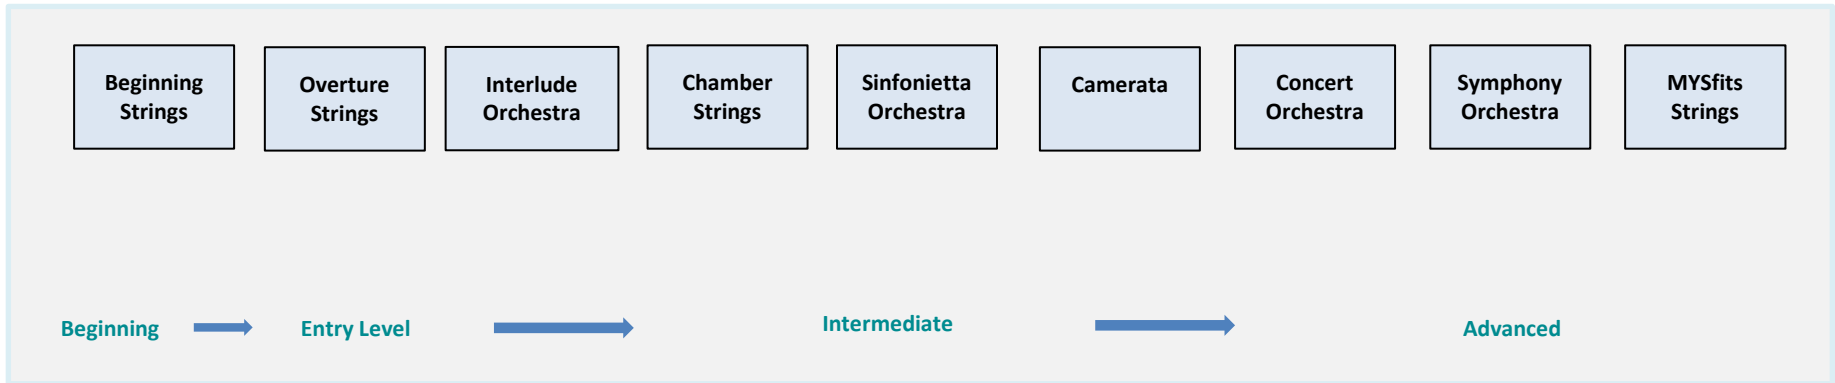 Beginning
Strings
Overture
Strings
Interlude
Orchestra
Chamber
Strings
Sinfonietta
Orchestra
Camerata
Concert
Orchestra
Symphony
Orchestra
MYSfits
Strings
Beginning
Entry Level
Intermediate
Advanced